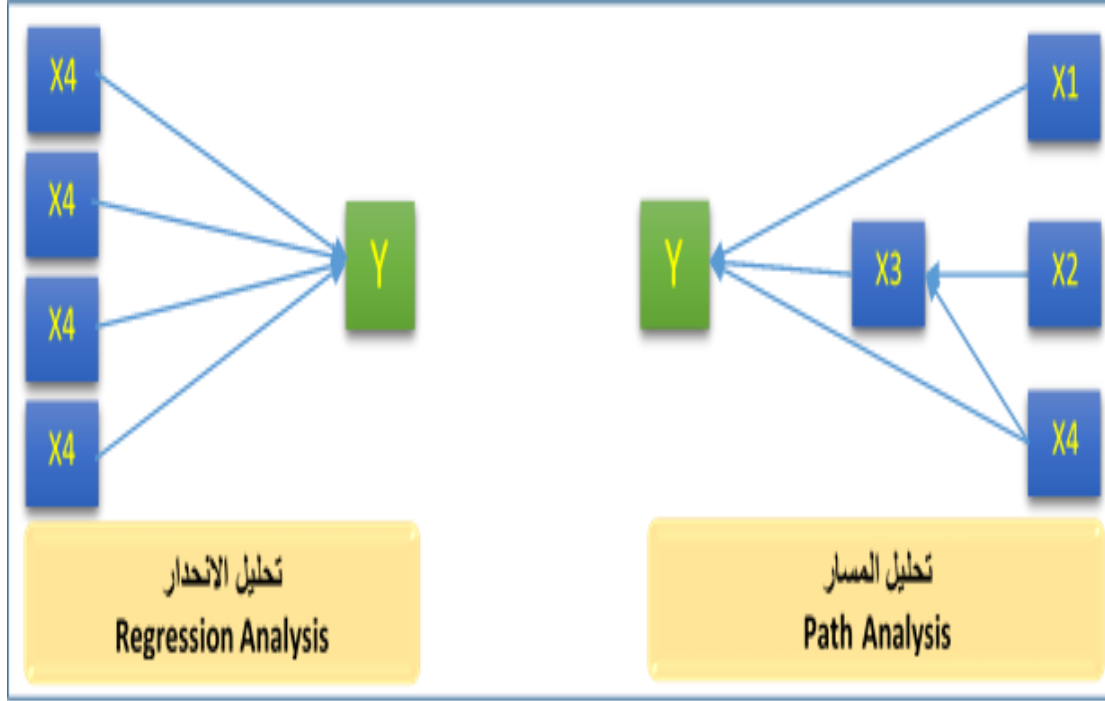 X4
X4
X4
X4
Y
تحليل الانحدار
Regression Analysis
Y
X3
X1
X2
X4
تحليل المسار
Path Analysis